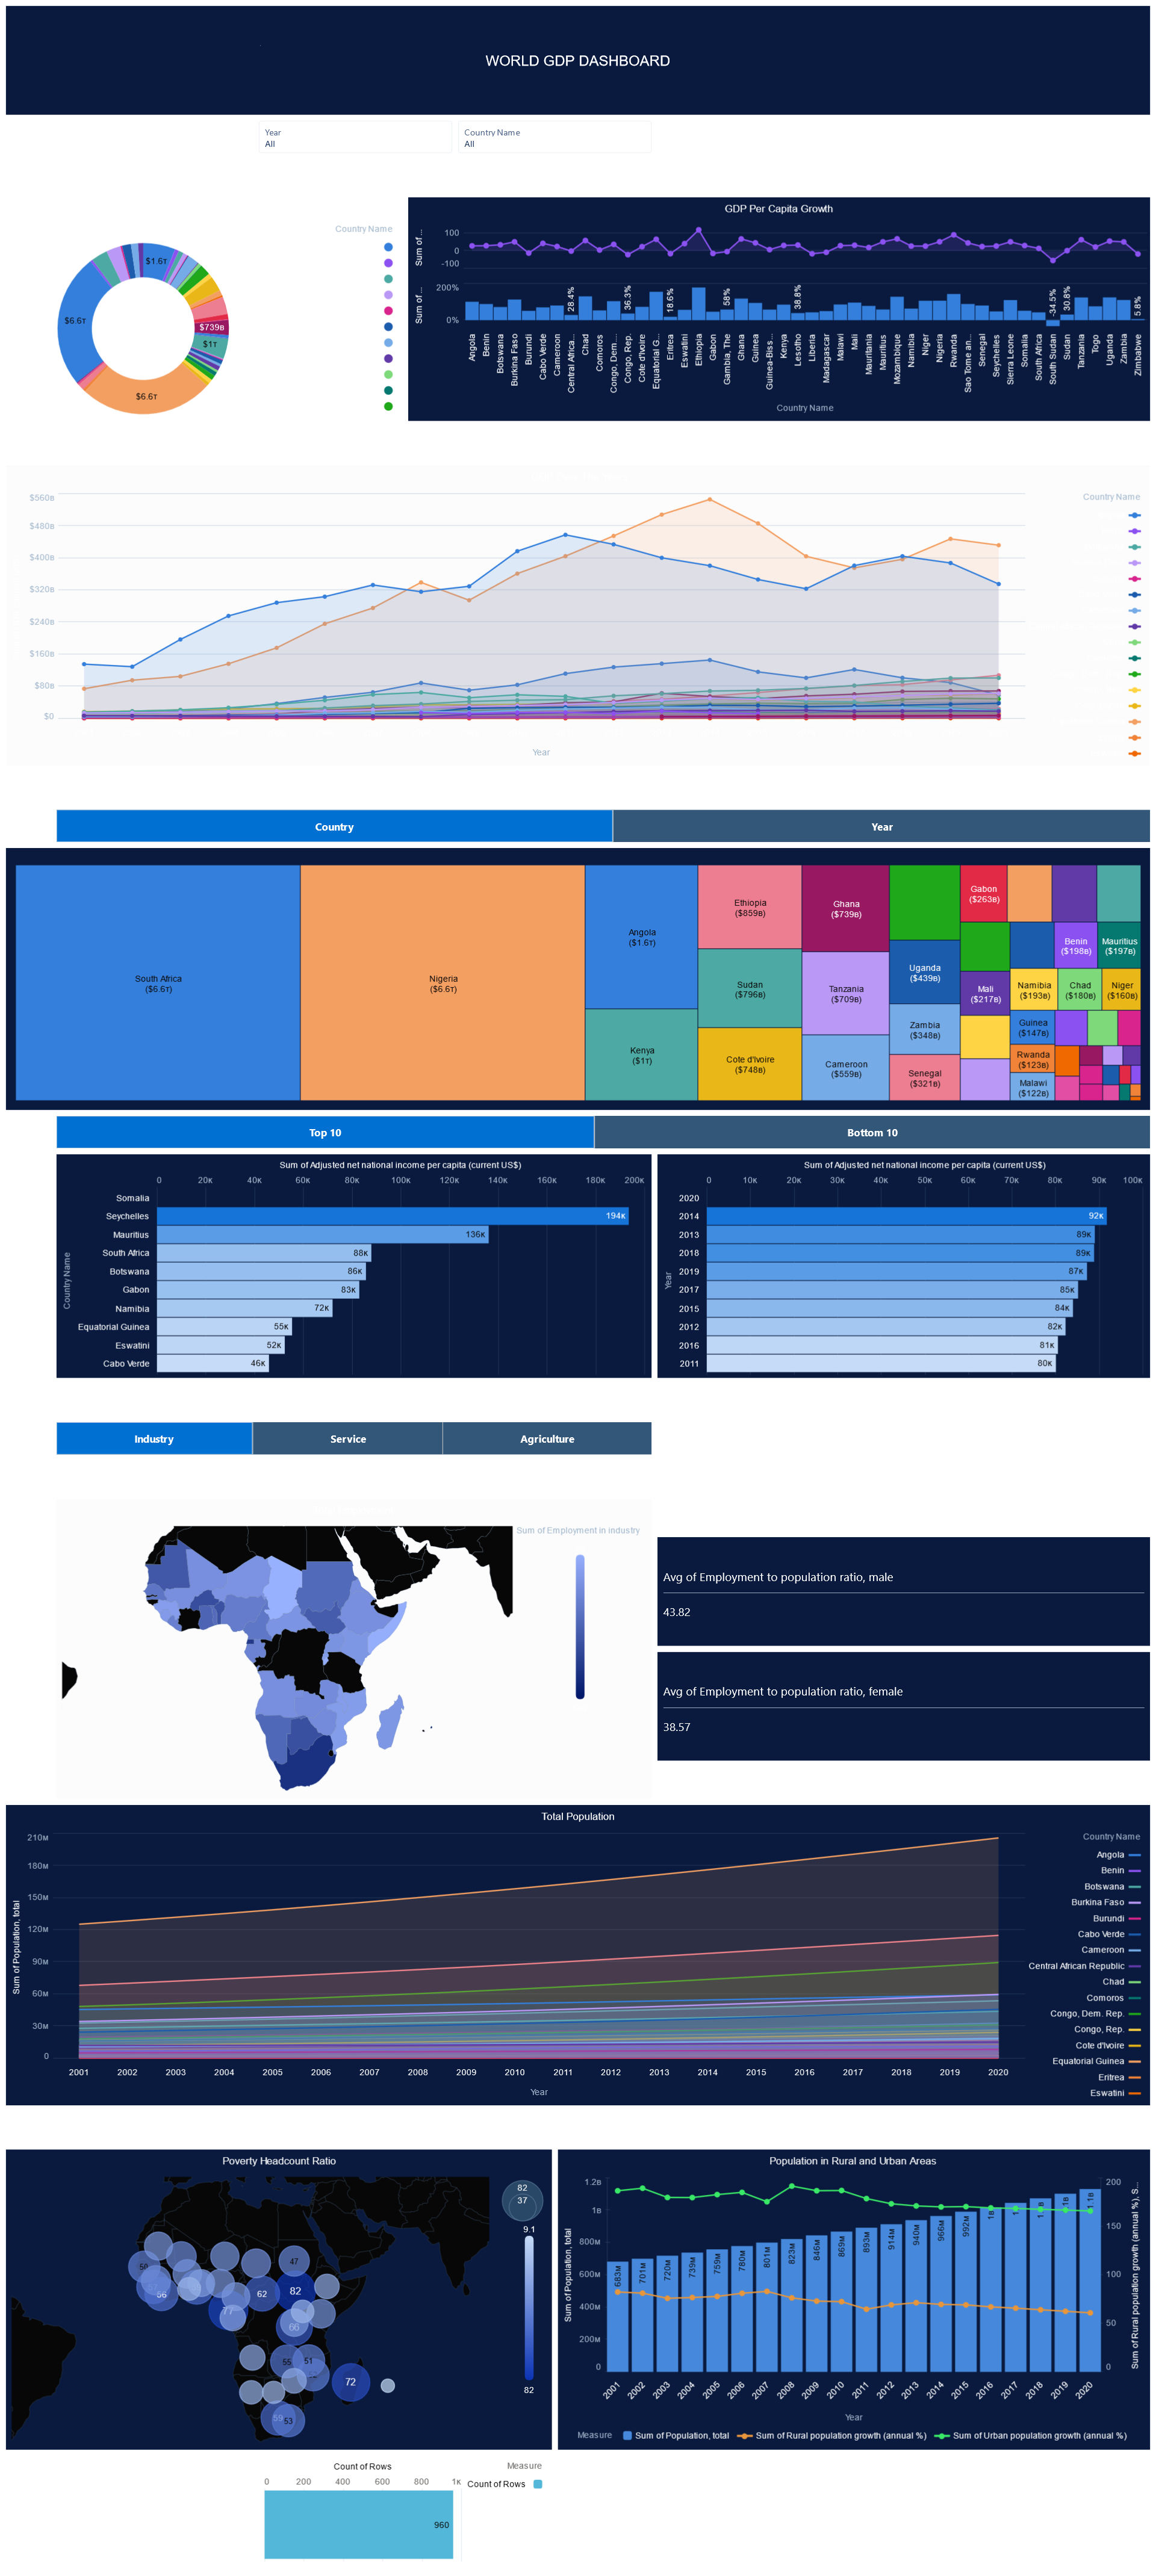 WORLD GDP DASHBOARD
Year
All
Country Name
All
Country Name
$1.6T
$6.6T
$739B
$1T
$6.6T
GDP Per Capita Growth
Sum of ...
100
0
-100
Sum of ...
200%
0%
28.4%
36.3%
18.6%
58%
38.8%
-34.5%
30.8%
5.8%
Angola
Benin
Botswana
Burkina Faso
Burundi
Cabo Verde
Cameroon
Central Africa...
Chad
Comoros
Congo, Dem....
Congo, Rep.
Cote d'Ivoire
Equatorial G...
Eritrea
Eswatini
Ethiopia
Gabon
Gambia, The
Ghana
Guinea
Guinea-Biss...
Kenya
Lesotho
Liberia
Madagascar
Malawi
Mali
Mauritania
Mauritius
Mozambique
Namibia
Niger
Nigeria
Rwanda
Sao Tome an...
Senegal
Seychelles
Sierra Leone
Somalia
South Africa
South Sudan
Sudan
Tanzania
Togo
Uganda
Zambia
Zimbabwe
Country Name
$560B
$480B
$400B
$320B
$240B
$160B
$80B
$0
Year
Country Name
Country
Year
South Africa
($6.6T)
Nigeria
($6.6T)
Angola
($1.6T)
Kenya
($1T)
Ethiopia
($859B)
Sudan
($796B)
Cote d'Ivoire
($748B)
Ghana
($739B)
Tanzania
($709B)
Cameroon
($559B)
Uganda
($439B)
Zambia
($348B)
Senegal
($321B)
Gabon
($263B)
Mali
($217B)
Benin
($198B)
Mauritius
($197B)
Namibia
($193B)
Chad
($180B)
Niger
($160B)
Guinea
($147B)
Rwanda
($123B)
Malawi
($122B)
Top 10
Bottom 10
Sum of Adjusted net national income per capita (current US$)
0 20K 40K 60K 80K 100K 120K 140K 160K 180K 200K
Country Name
Somalia
Seychelles 194K
Mauritius 136K
South Africa 88K
Botswana 86K
Gabon 83K
Namibia 72K
Equatorial Guinea 55K
Eswatini 52K
Cabo Verde 46K
Sum of Adjusted net national income per capita (current US$)
0 10K 20K 30K 40K 50K 60K 70K 80K 90K 100K
Year
2020
2014 92K
2013 89K
2018 89K
2019 87K
2017 85K
2015 84K
2012 82K
2016 81K
2011 80K
Industry
Service
Agriculture
Sum of Employment in industry
Avg of Employment to population ratio, male
43.82
Avg of Employment to population ratio, female
38.57
Total Population
Sum of Population, total
210M
180M
150M
120M
90M
60M
30M
0
2001 2002 2003 2004 2005 2006 2007 2008 2009 2010 2011 2012 2013 2014 2015 2016 2017 2018 2019 2020
Year
Country Name
Angola
Benin
Botswana
Burkina Faso
Burundi
Cabo Verde
Cameroon
Central African Republic
Chad
Comoros
Congo, Dem. Rep.
Congo, Rep.
Cote d'Ivoire
Equatorial Guinea
Eritrea
Eswatini
Poverty Headcount Ratio
82
37
9.1
82
50
56
47
62
82
77
66
55
51
72
59
53
Population in Rural and Urban Areas
Sum of Population, total
1.2B
1B
800M
600M
400M
200M
0
683M
701M
720M
739M
759M
780M
801M
823M
846M
869M
893M
914M
940M
966M
992M
200
150
100
50
0
Sum of Rural population growth (annual %), S...
2001 2002 2003 2004 2005 2006 2007 2008 2009 2010 2011 2012 2013 2014 2015 2016 2017 2018 2019 2020
Year
Measure
Sum of Population, total
Sum of Rural population growth (annual %)
Sum of Urban population growth (annual %)
Count of Rows
0 200 400 600 800 1K
960
Measure
Count of Rows